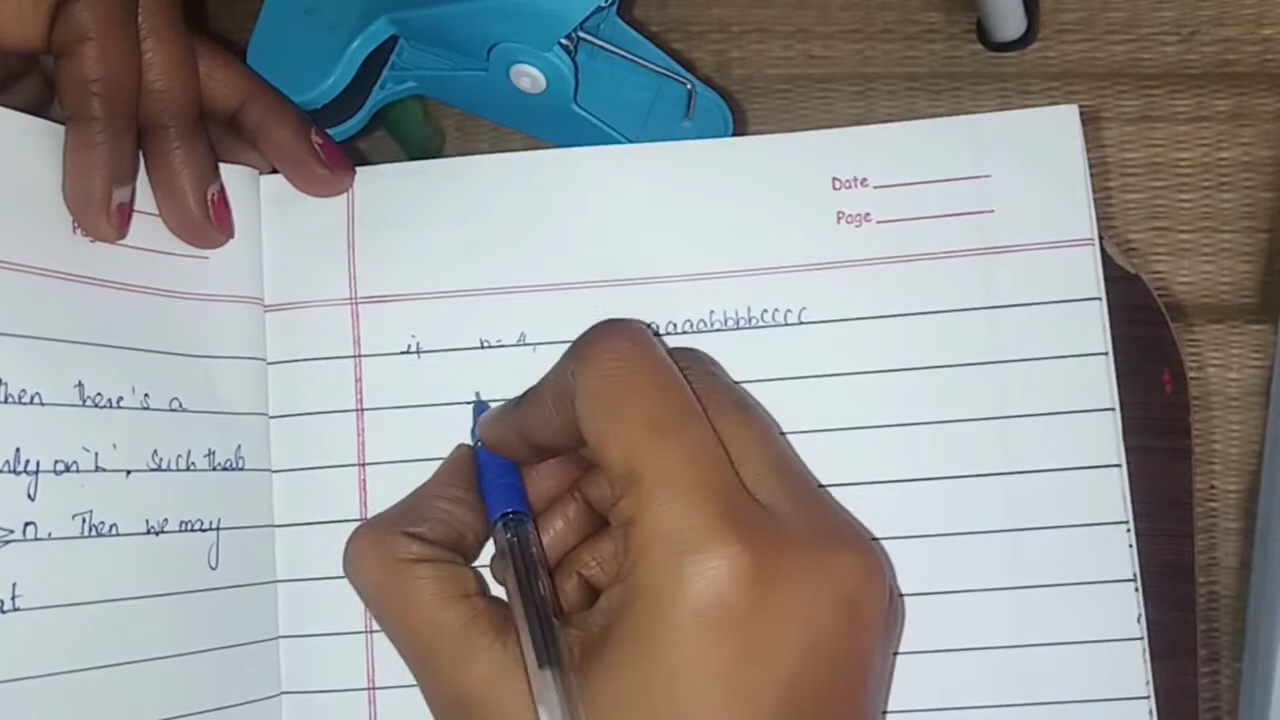 Date
Page
if n = 4, aaaabbbbcccc
then there's a
only on 'L', such that
≥ n. Then we may